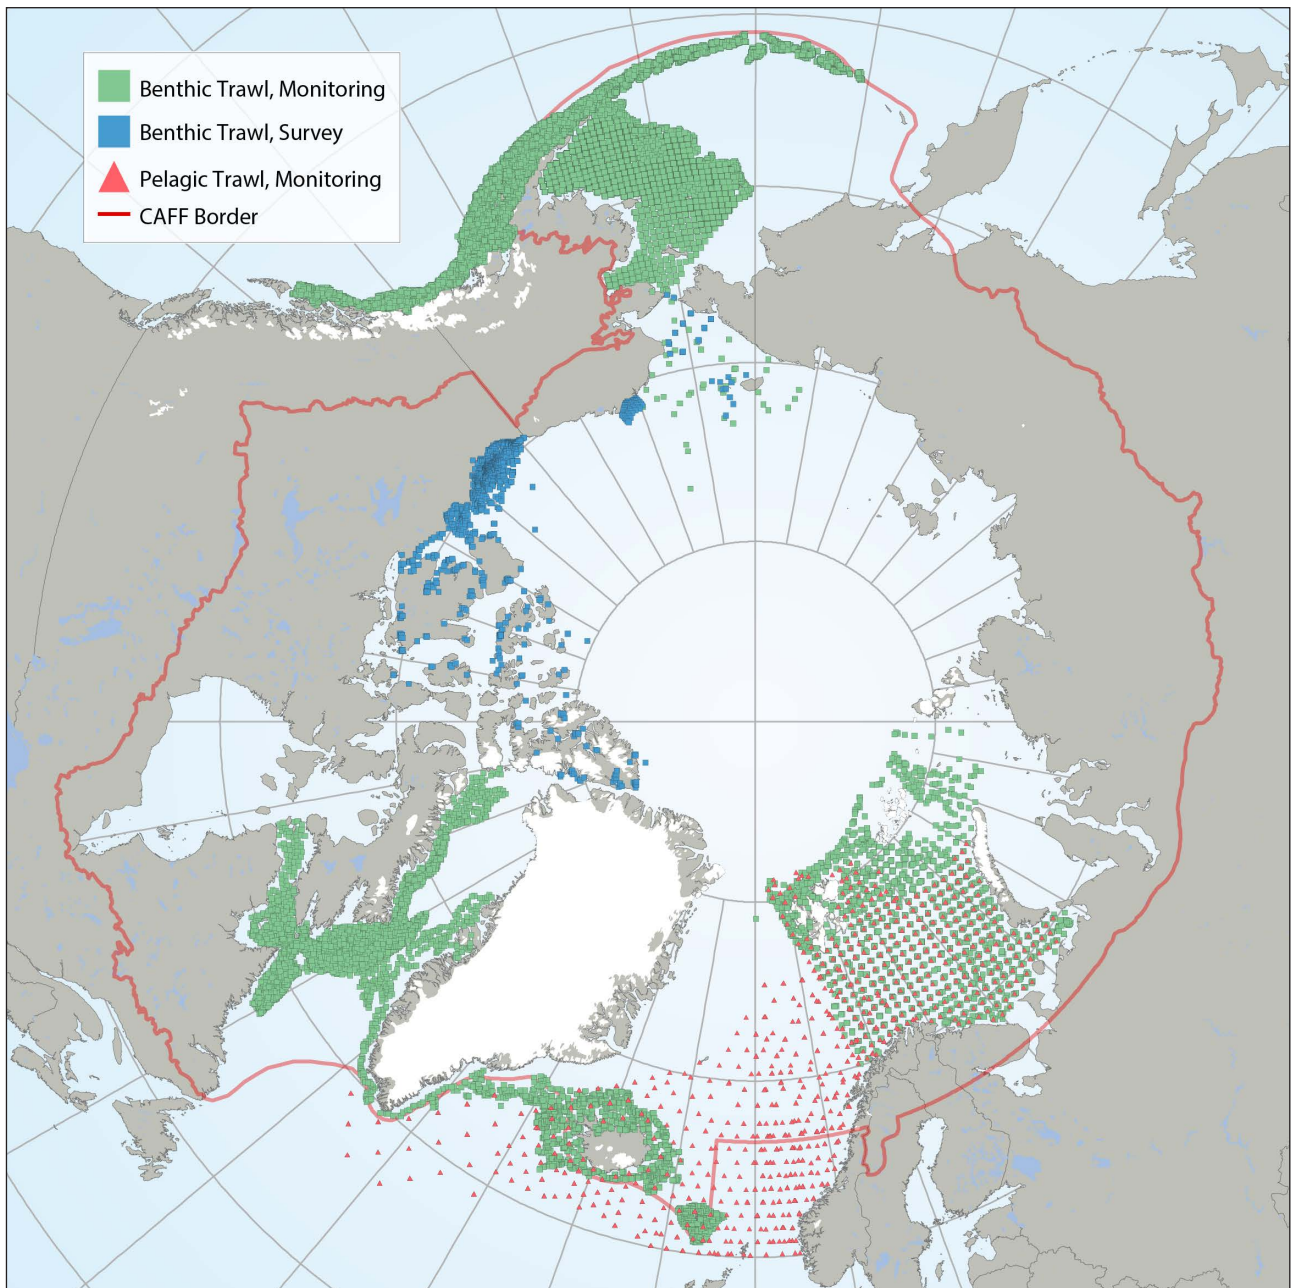 Benthic Trawl, Monitoring
Benthic Trawl, Survey
Pelagic Trawl, Monitoring
CAFF Border